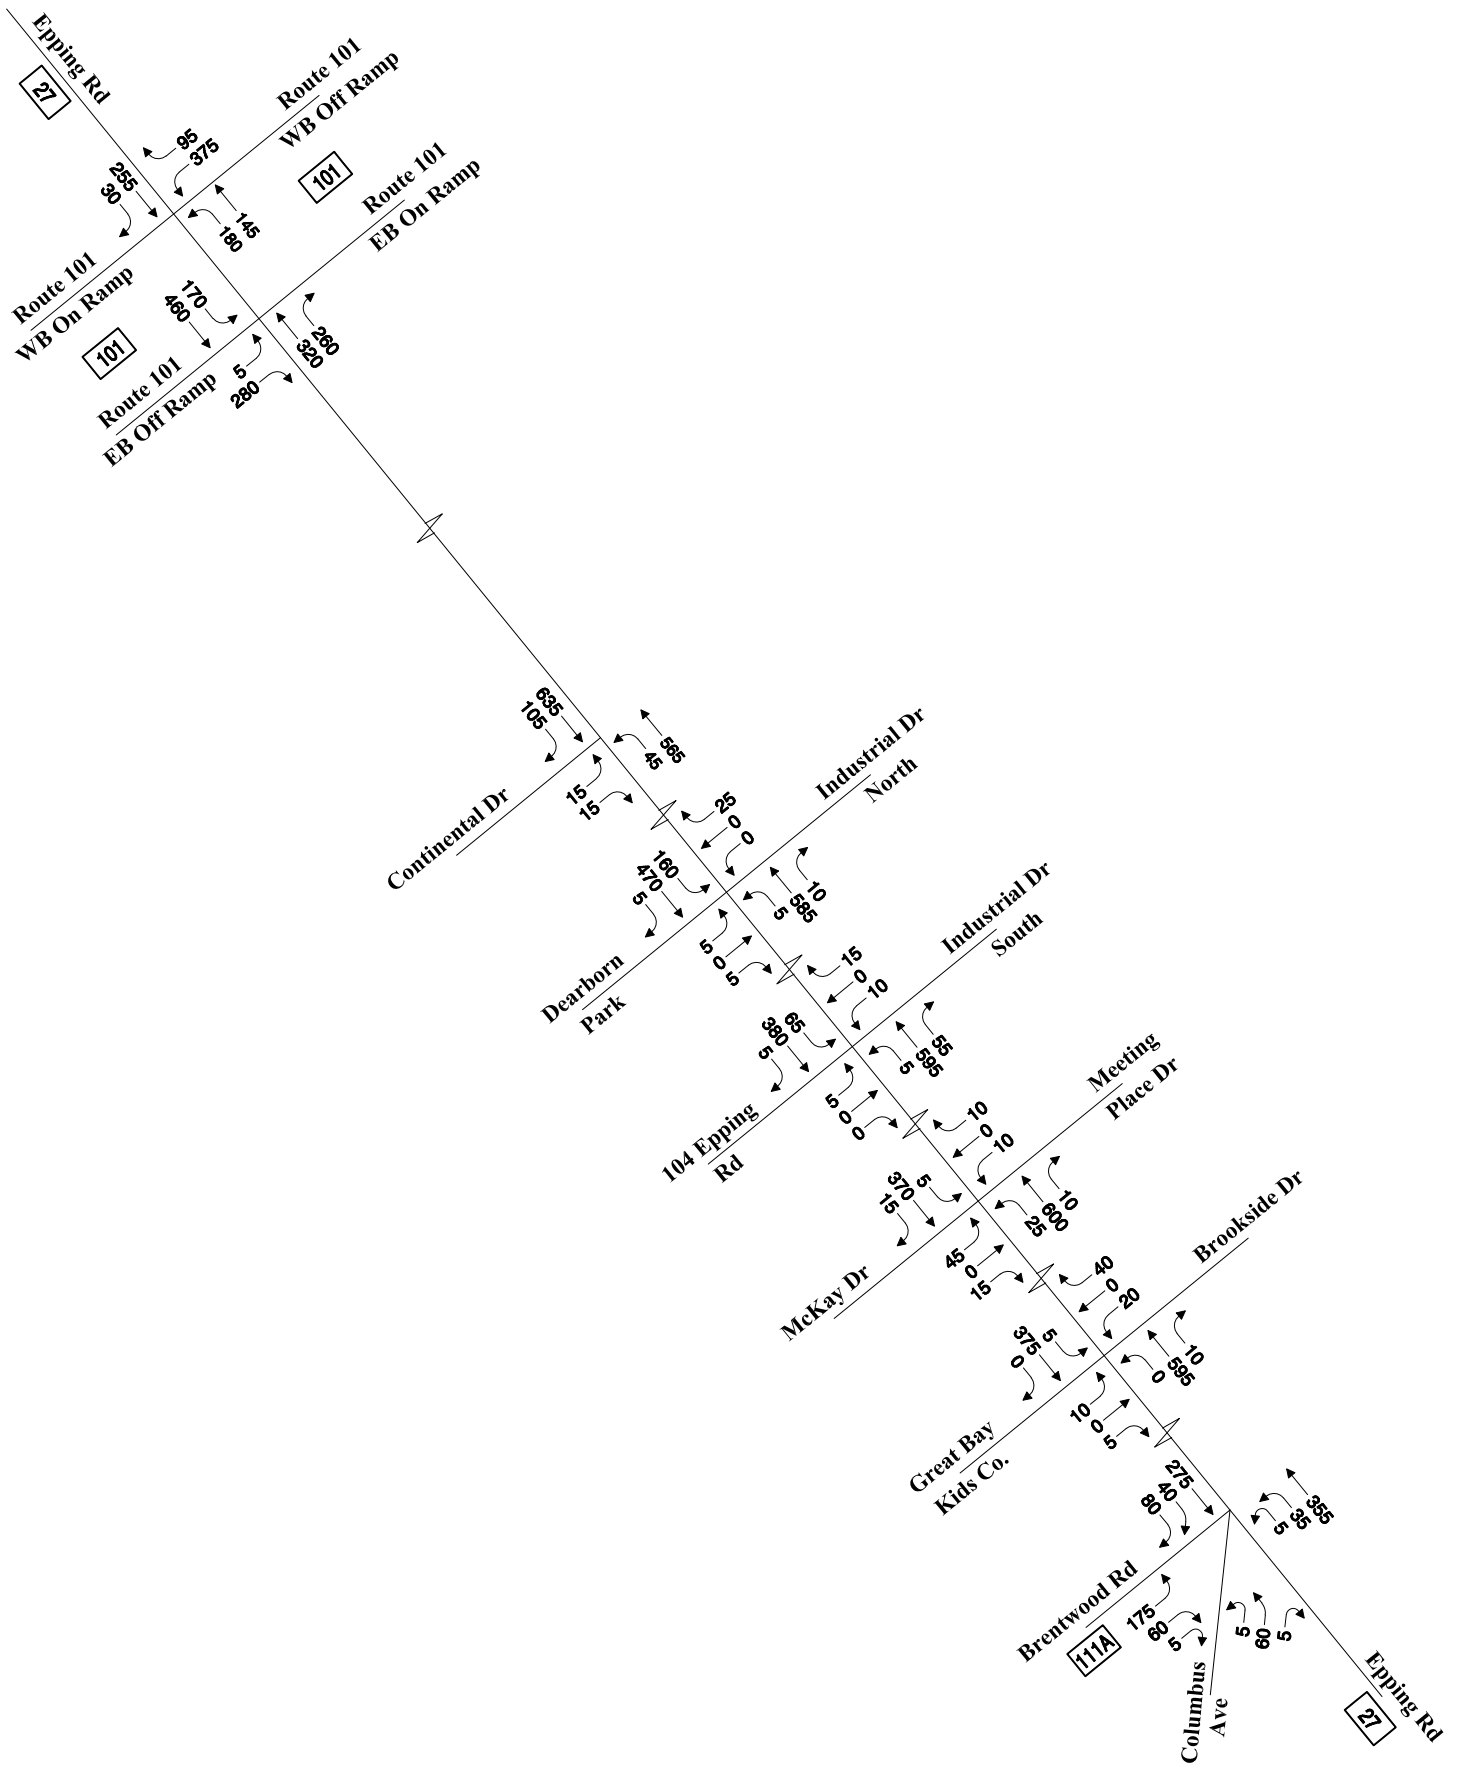 Epping Rd
27
Route 101
WB Off Ramp
95
375
255
30
145
180
101
Route 101
EB On Ramp
Route 101
WB On Ramp
101
170
460
260
320
5
280
Route 101
EB Off Ramp
635
105
565
45
15
15
Continental Dr
Industrial Dr
North
25
0
0
160
470
5
10
585
5
5
0
5
Dearborn
Park
Industrial Dr
South
15
0
10
65
380
5
55
595
5
5
0
0
104 Epping
Rd
Meeting
Place Dr
10
0
10
5
370
15
10
600
25
45
0
15
McKay Dr
Brookside Dr
40
0
20
5
375
0
10
595
0
10
0
5
Great Bay
Kids Co.
275
40
80
355
35
5
Brentwood Rd
111A
175
60
5
5
60
5
Columbus
Ave
Epping Rd
27